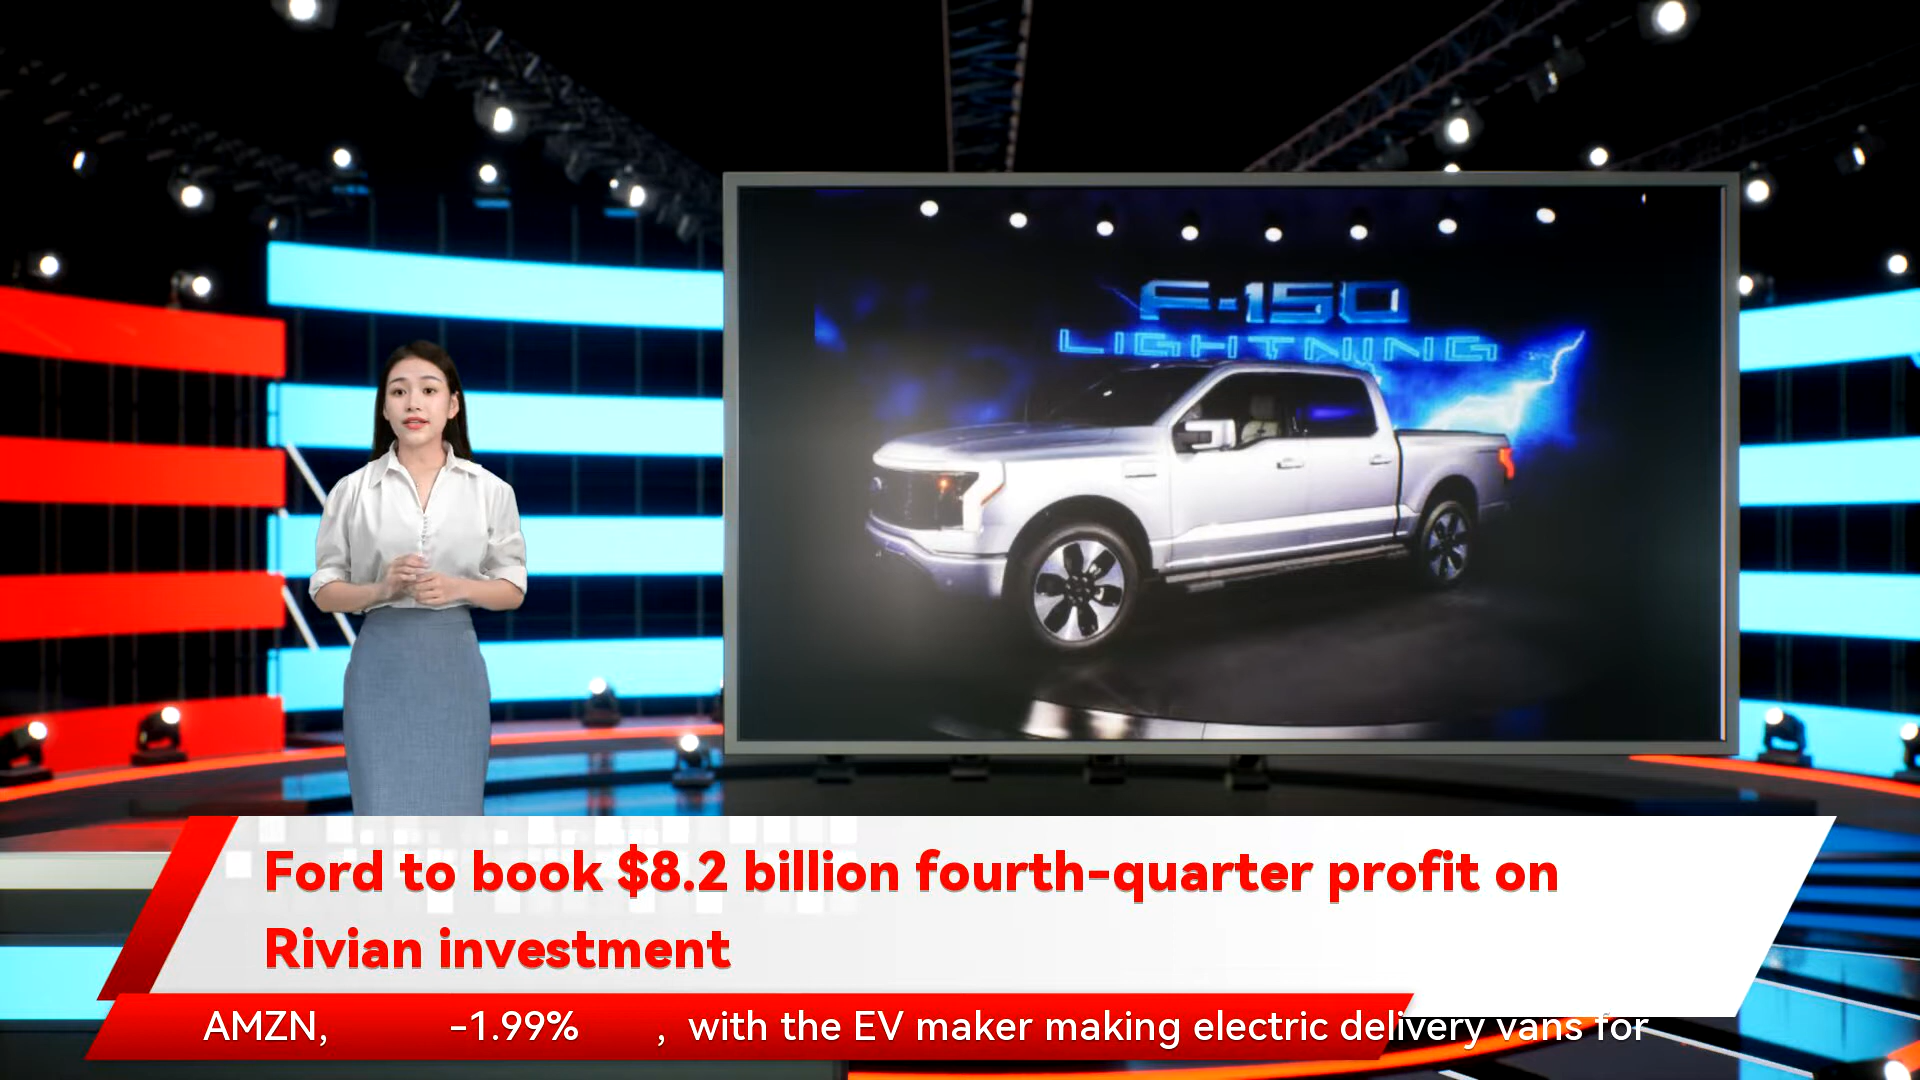 F-150
LIGHTNING
Ford to book $8.2 billion fourth-quarter profit on
Rivian investment
AMZN, -1.99% , with the EV maker making electric delivery vans for